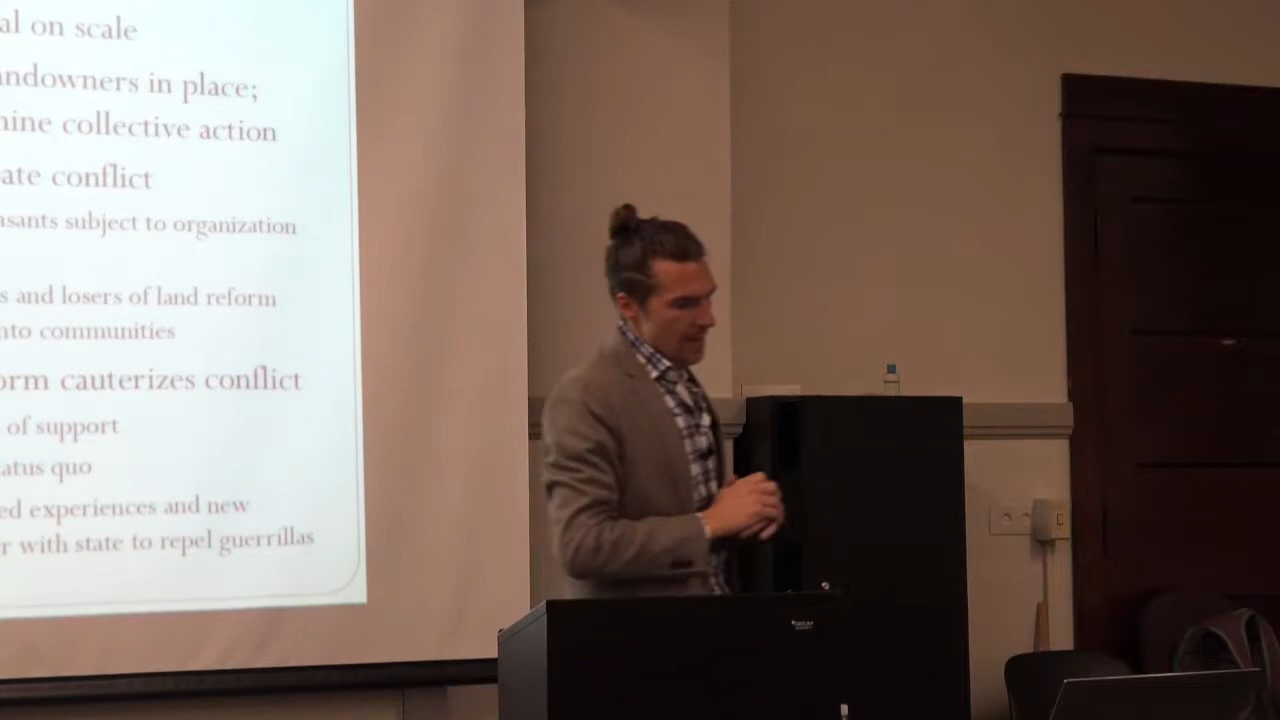 al on scale
andowners in place;
nine collective action
ate conflict
asants subject to organization
s and losers of land reform
nto communities
orm cauterizes conflict
of support
atus quo
ed experiences and new
r with state to repel guerrillas